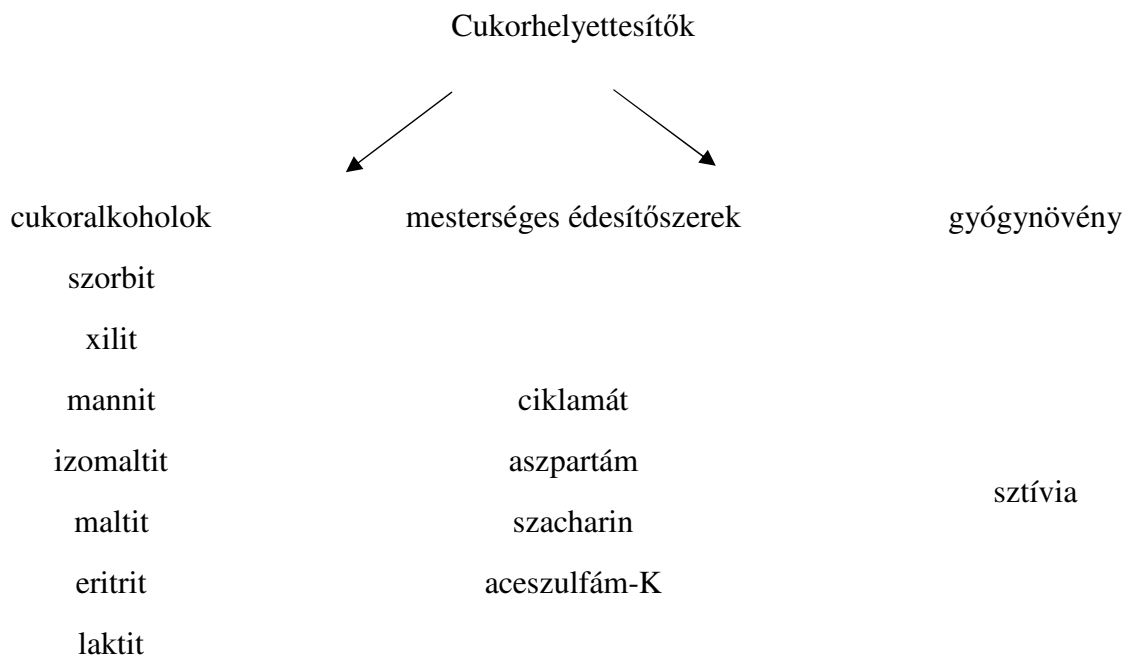 Cukorhelyettesítők
cukoralkoholok mesterséges édesítőszerek gyógynövény
szorbit
xilit
mannit ciklamát
izomaltit aszpartám
sztívia
maltit szacharin
eritrit aceszulfám-K
laktit